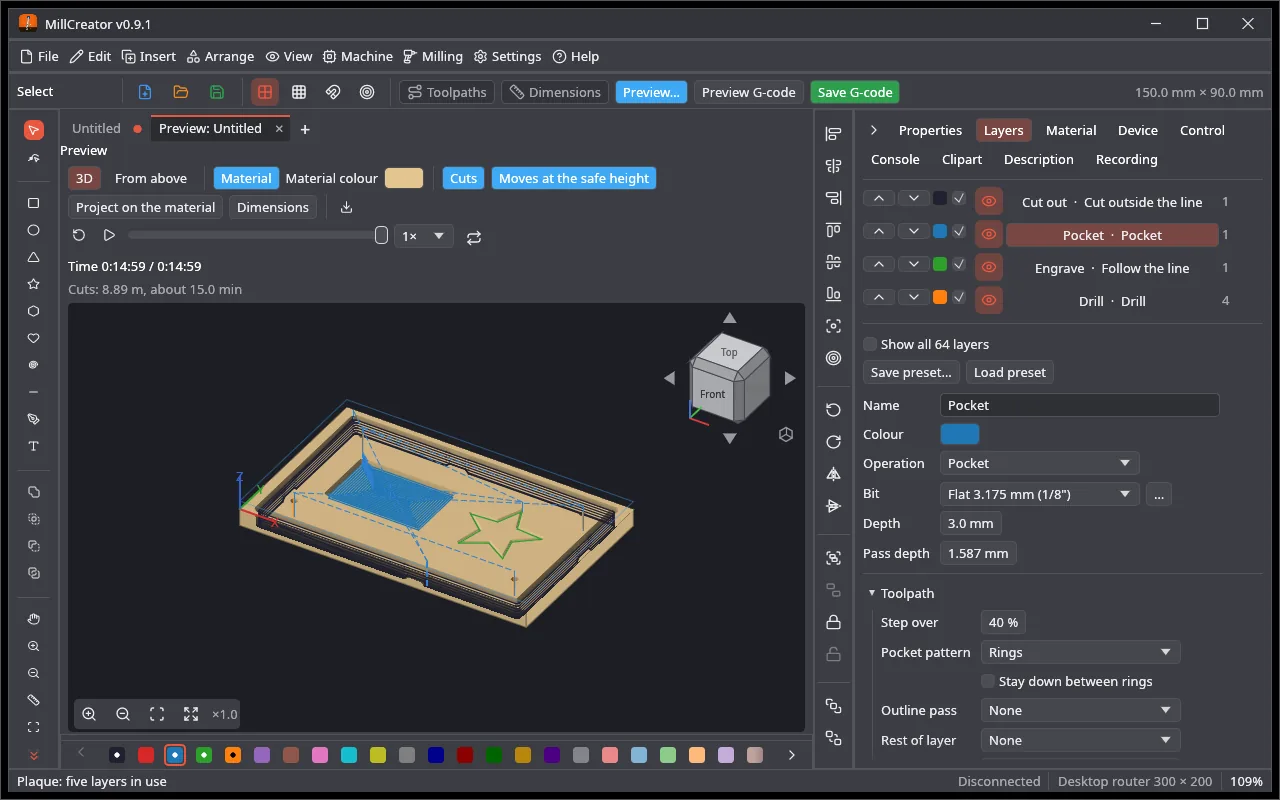 MillCreator v0.9.1
File Edit Insert Arrange View Machine Milling Settings Help
Select Toolpaths Dimensions Preview... Preview G-code Save G-code 150.0 mm × 90.0 mm
Untitled Preview: Untitled
Preview
3D From above Material Material colour Cuts Moves at the safe height
Project on the material Dimensions
1×
Time 0:14:59 / 0:14:59
Cuts: 8.89 m, about 15.0 min
Top
Front
Z
Y
X
×1.0
Properties Layers Material Device Control
Console Clipart Description Recording
Cut out · Cut outside the line 1
Pocket · Pocket 1
Engrave · Follow the line 1
Drill · Drill 4
Show all 64 layers
Save preset... Load preset
Name Pocket
Colour
Operation Pocket
Bit Flat 3.175 mm (1/8") ...
Depth 3.0 mm
Pass depth 1.587 mm
Toolpath
Step over 40 %
Pocket pattern Rings
Stay down between rings
Outline pass None
Rest of layer None
Plaque: five layers in use Disconnected Desktop router 300 × 200 109%